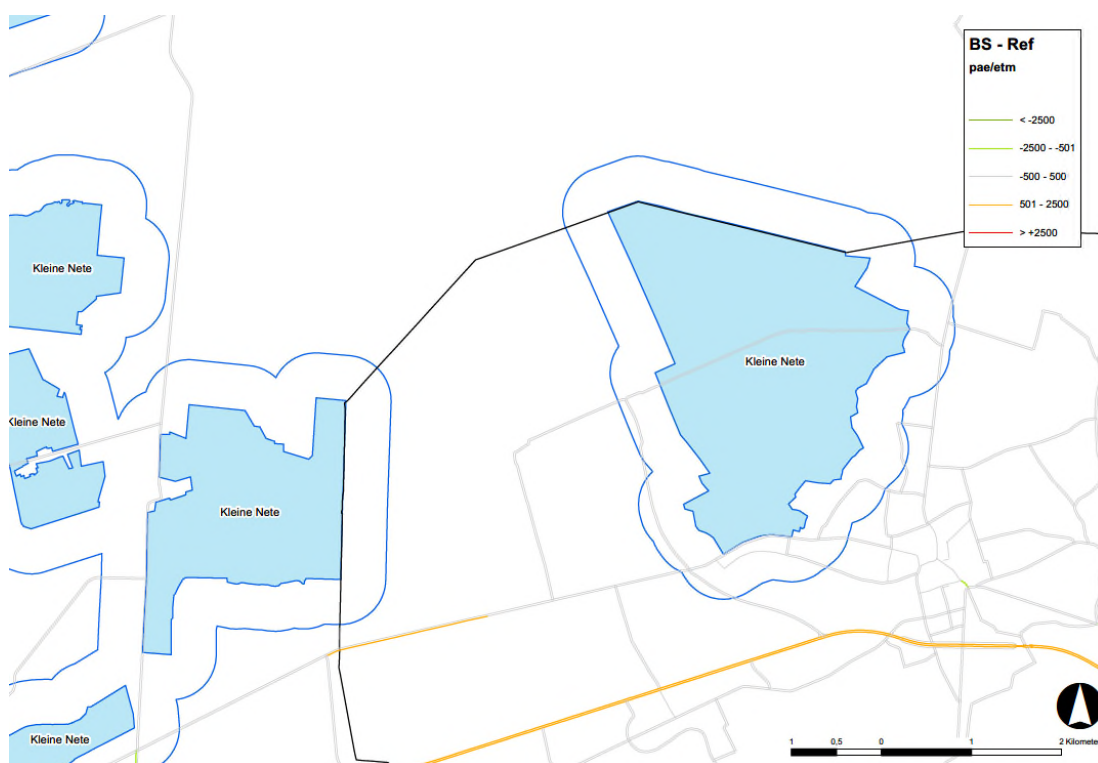 BS - Ref
pae/etm
< -2500
-2500 - -501
-500 - 500
501 - 2500
> +2500
Kleine Nete
Kleine Nete
Kleine Nete
Kleine Nete
Kleine Nete
1 0,5 0 1 2 Kilomete